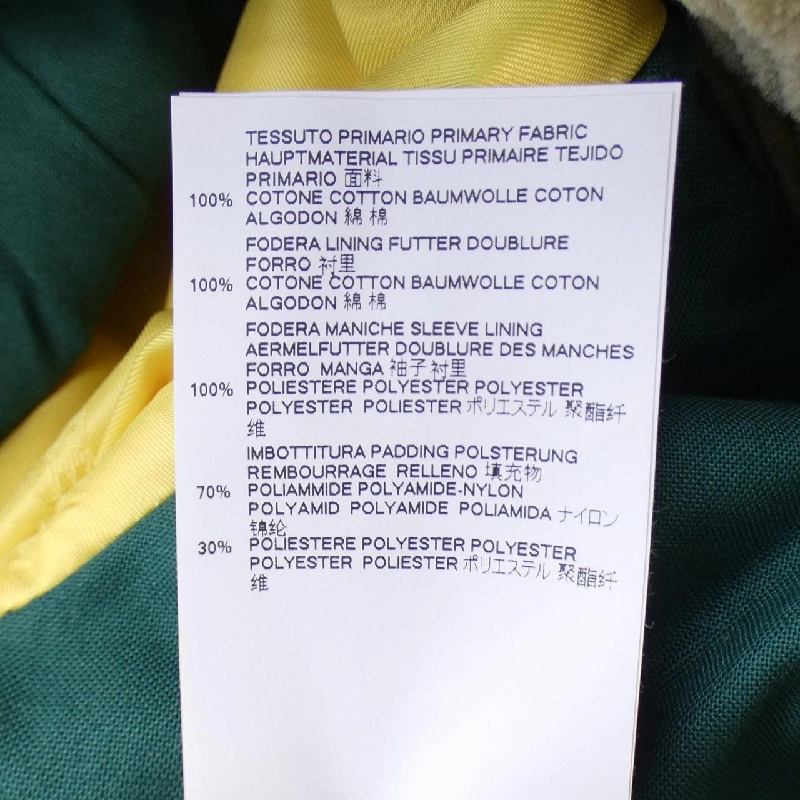 TESSUTO PRIMARIO PRIMARY FABRIC
HAUPTMATERIAL TISSU PRIMAIRE TEJIDO
PRIMARIO 面料
100% COTONE COTTON BAUMWOLLE COTON
ALGODON 綿 棉
FODERA LINING FUTTER DOUBLURE
FORRO 衬里
100% COTONE COTTON BAUMWOLLE COTON
ALGODON 綿 棉
FODERA MANICHE SLEEVE LINING
AERMELFUTTER DOUBLURE DES MANCHES
FORRO MANGA 袖子衬里
100% POLIESTERE POLYESTER POLYESTER
POLYESTER POLIESTER ポリエステル 聚酯纤
维
IMBOTTITURA PADDING POLSTERUNG
REMBOURRAGE RELLENO 填充物
70% POLIAMMIDE POLYAMIDE-NYLON
POLYAMID POLYAMIDE POLIAMIDA ナイロン
锦纶
30% POLIESTERE POLYESTER POLYESTER
POLYESTER POLIESTER ポリエステル 聚酯纤
维